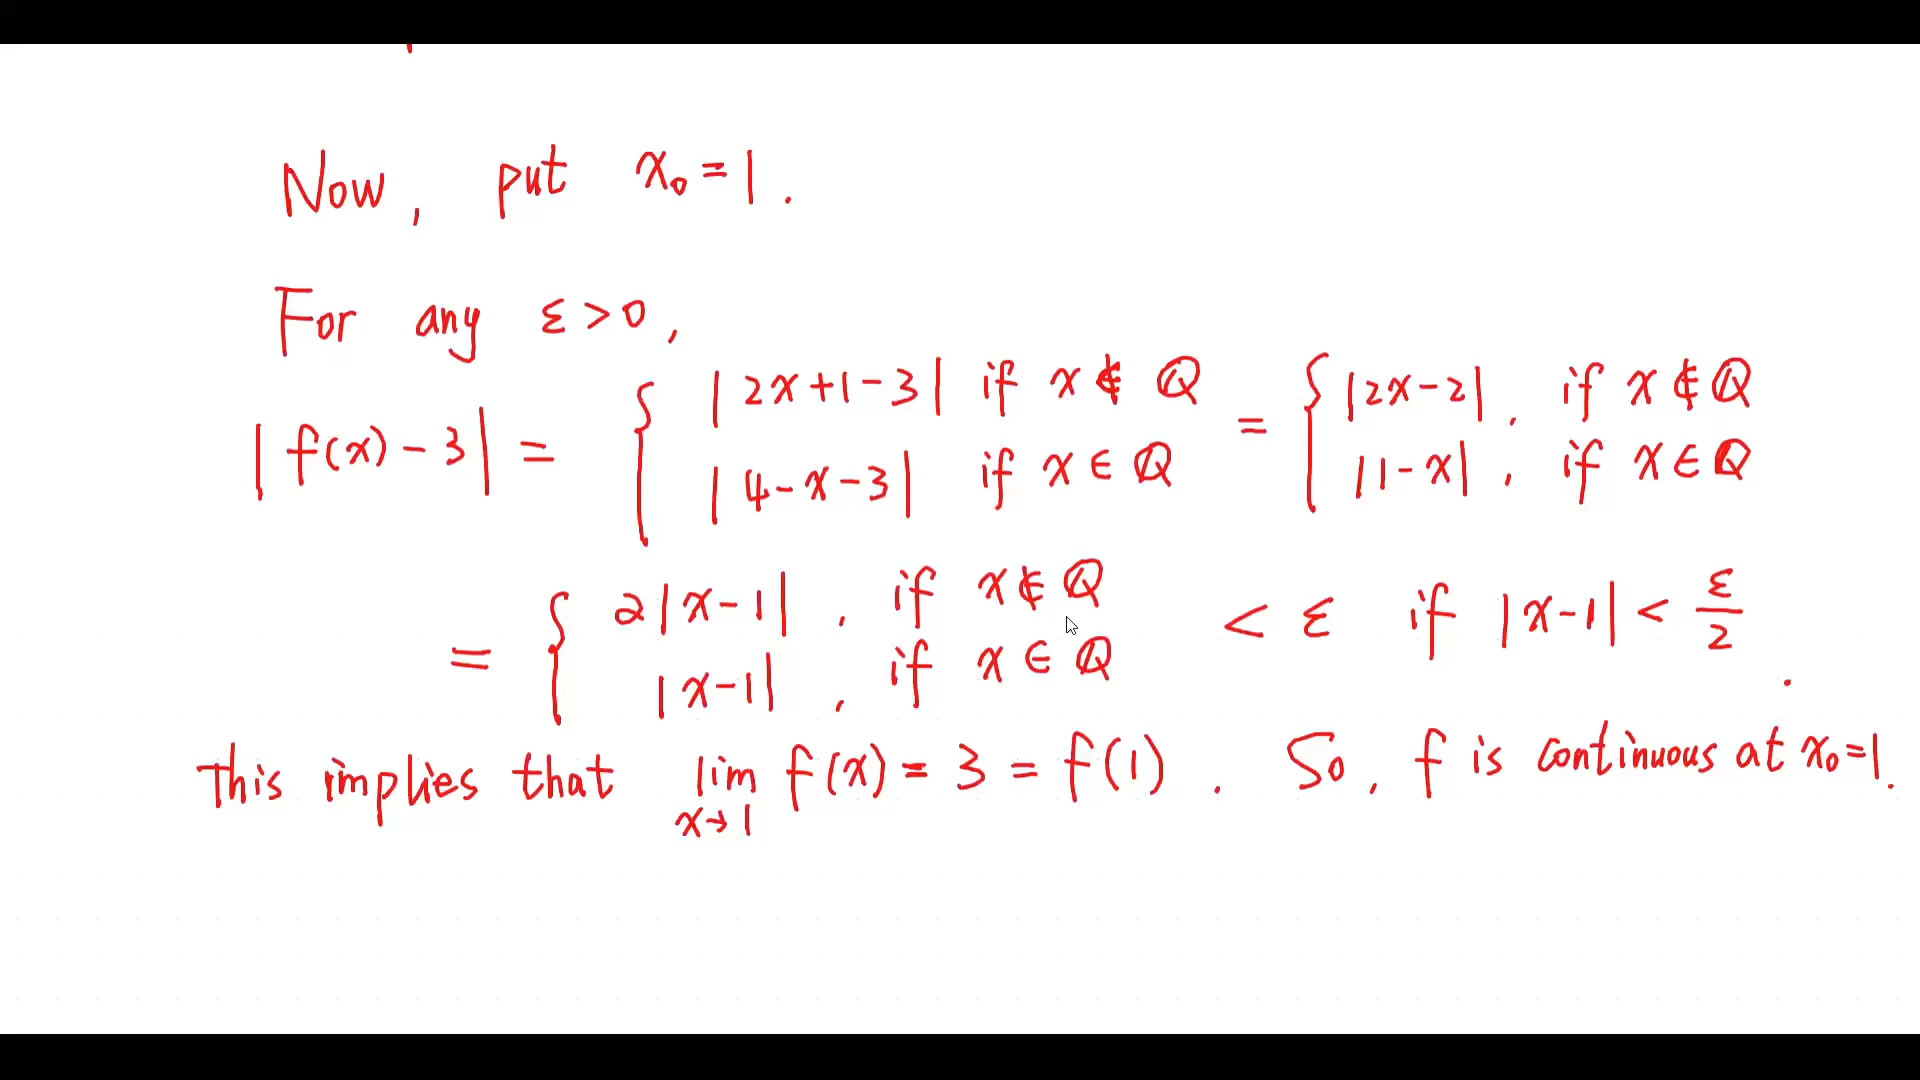 Now, put x₀ = 1.
For any ε > 0,
|f(x) - 3| = { |2x+1-3| if x ∉ ℚ = { |2x-2|, if x ∉ ℚ
|4-x-3| if x ∈ ℚ |1-x|, if x ∈ ℚ
= { 2|x-1|, if x ∉ ℚ < ε if |x-1| < ε/2.
|x-1|, if x ∈ ℚ
This implies that lim f(x) = 3 = f(1). So, f is continuous at x₀=1.
x→1